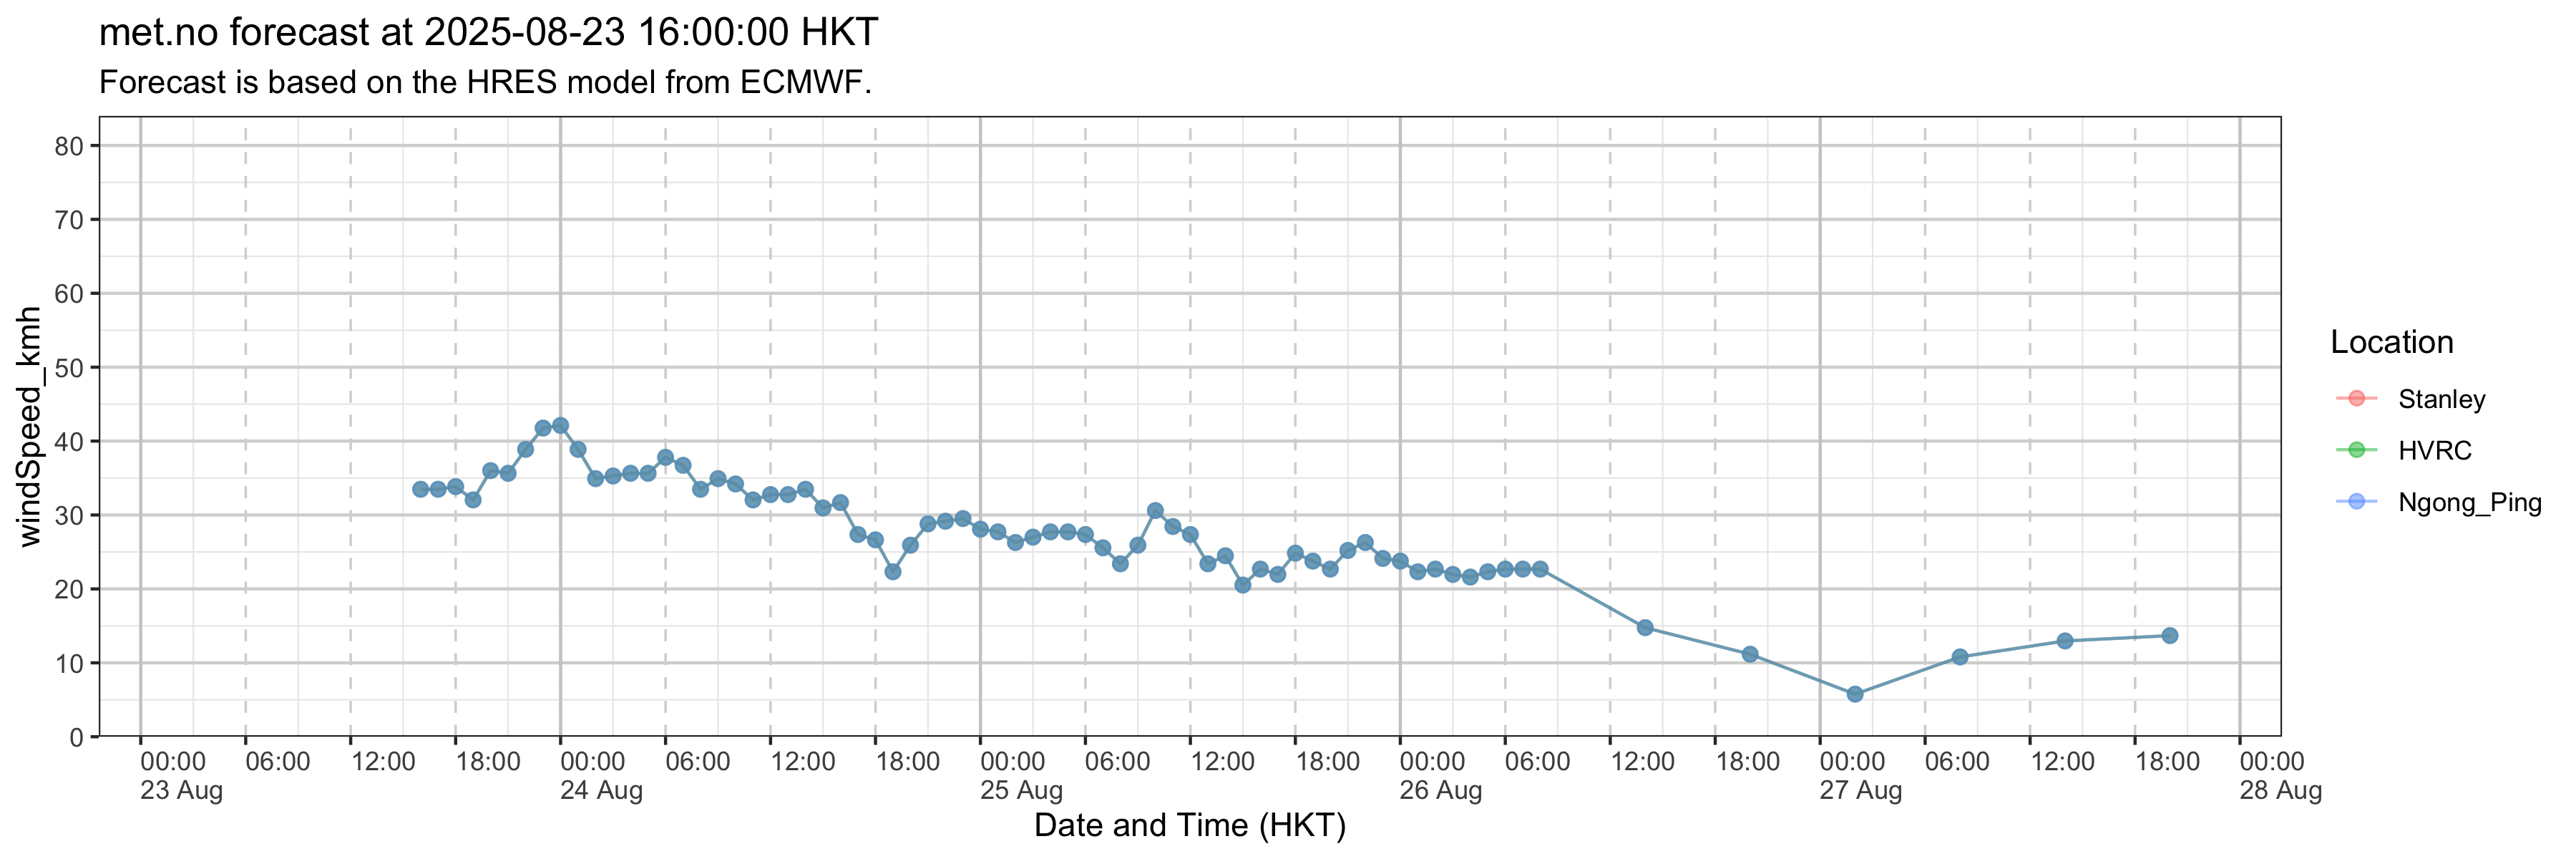 met.no forecast at 2025-08-23 16:00:00 HKT
Forecast is based on the HRES model from ECMWF.
windSpeed_kmh
80
70
60
50
40
30
20
10
0
00:00 06:00 12:00 18:00 00:00 06:00 12:00 18:00 00:00 06:00 12:00 18:00 00:00 06:00 12:00 18:00 00:00 06:00 12:00 18:00 00:00
23 Aug 24 Aug 25 Aug 26 Aug 27 Aug 28 Aug
Date and Time (HKT)
Location
Stanley
HVRC
Ngong_Ping